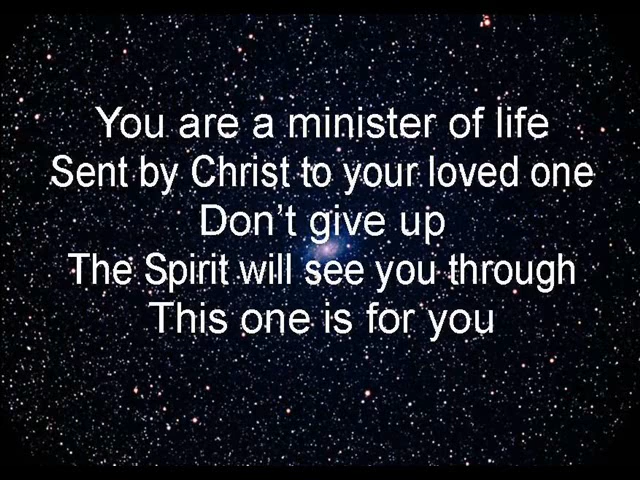 You are a minister of life
Sent by Christ to your loved one
Don’t give up
The Spirit will see you through
This one is for you